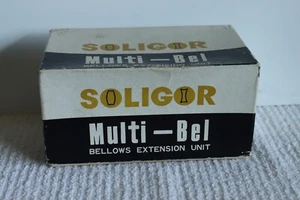 SOLIGOR
Multi-Bel
SOLIGOR
Multi-Bel
BELLOWS EXTENSION UNIT